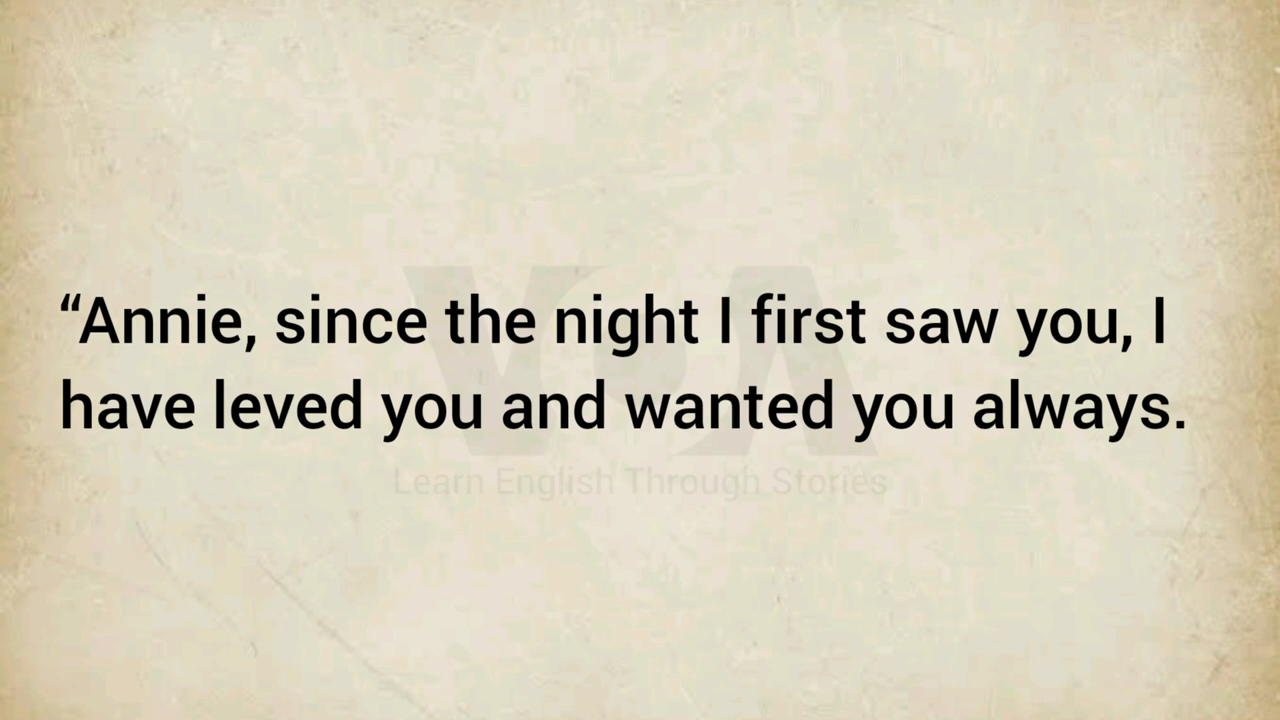 “Annie, since the night I first saw you, I
have leved you and wanted you always.
VOA
Learn English Through Stories